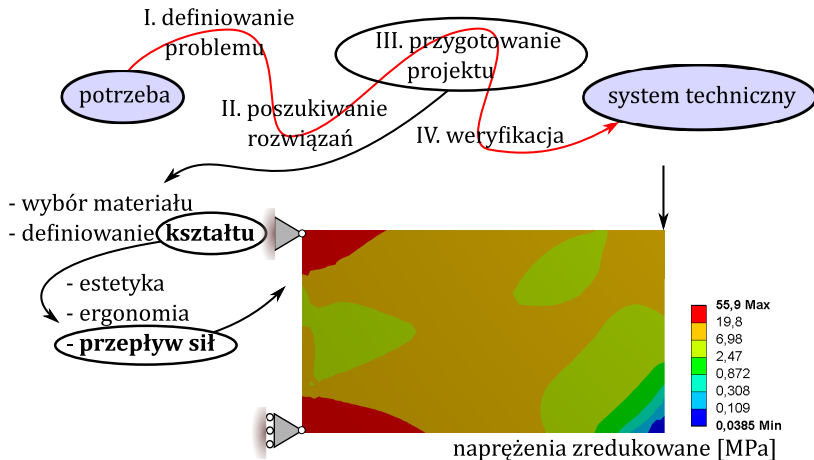 I. definiowanie
problemu
III. przygotowanie
projektu
potrzeba
system techniczny
II. poszukiwanie
rozwiązań
IV. weryfikacja
- wybór materiału
- definiowanie kształtu
- estetyka
- ergonomia
- przepływ sił
55,9 Max
19,8
6,98
2,47
0,872
0,308
0,109
0,0385 Min
naprężenia zredukowane [MPa]